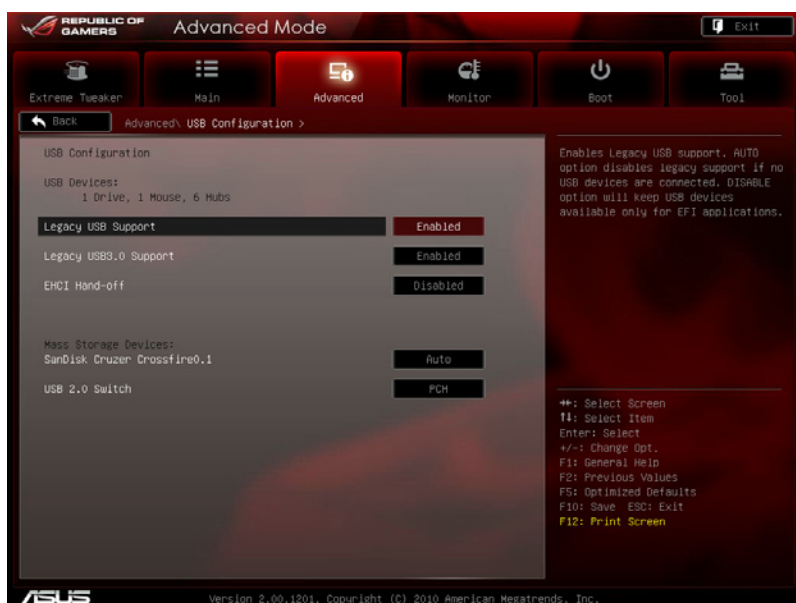 REPUBLIC OF
GAMERS
Advanced Mode
Exit
Extreme Tweaker
Main
Advanced
Monitor
Boot
Tool
Back
Advanced\ USB Configuration >
USB Configuration
USB Devices:
1 Drive, 1 Mouse, 6 Hubs
Legacy USB Support Enabled
Legacy USB3.0 Support Enabled
EHCI Hand-off Disabled
Mass Storage Devices:
SanDisk Cruzer Crossfire0.1 Auto
USB 2.0 Switch PCH
Enables Legacy USB support. AUTO
option disables legacy support if no
USB devices are connected. DISABLE
option will keep USB devices
available only for EFI applications.
→←: Select Screen
↑↓: Select Item
Enter: Select
+/-: Change Opt.
F1: General Help
F2: Previous Values
F5: Optimized Defaults
F10: Save ESC: Exit
F12: Print Screen
ASUS
Version 2.00.1201. Copyright (C) 2010 American Megatrends, Inc.